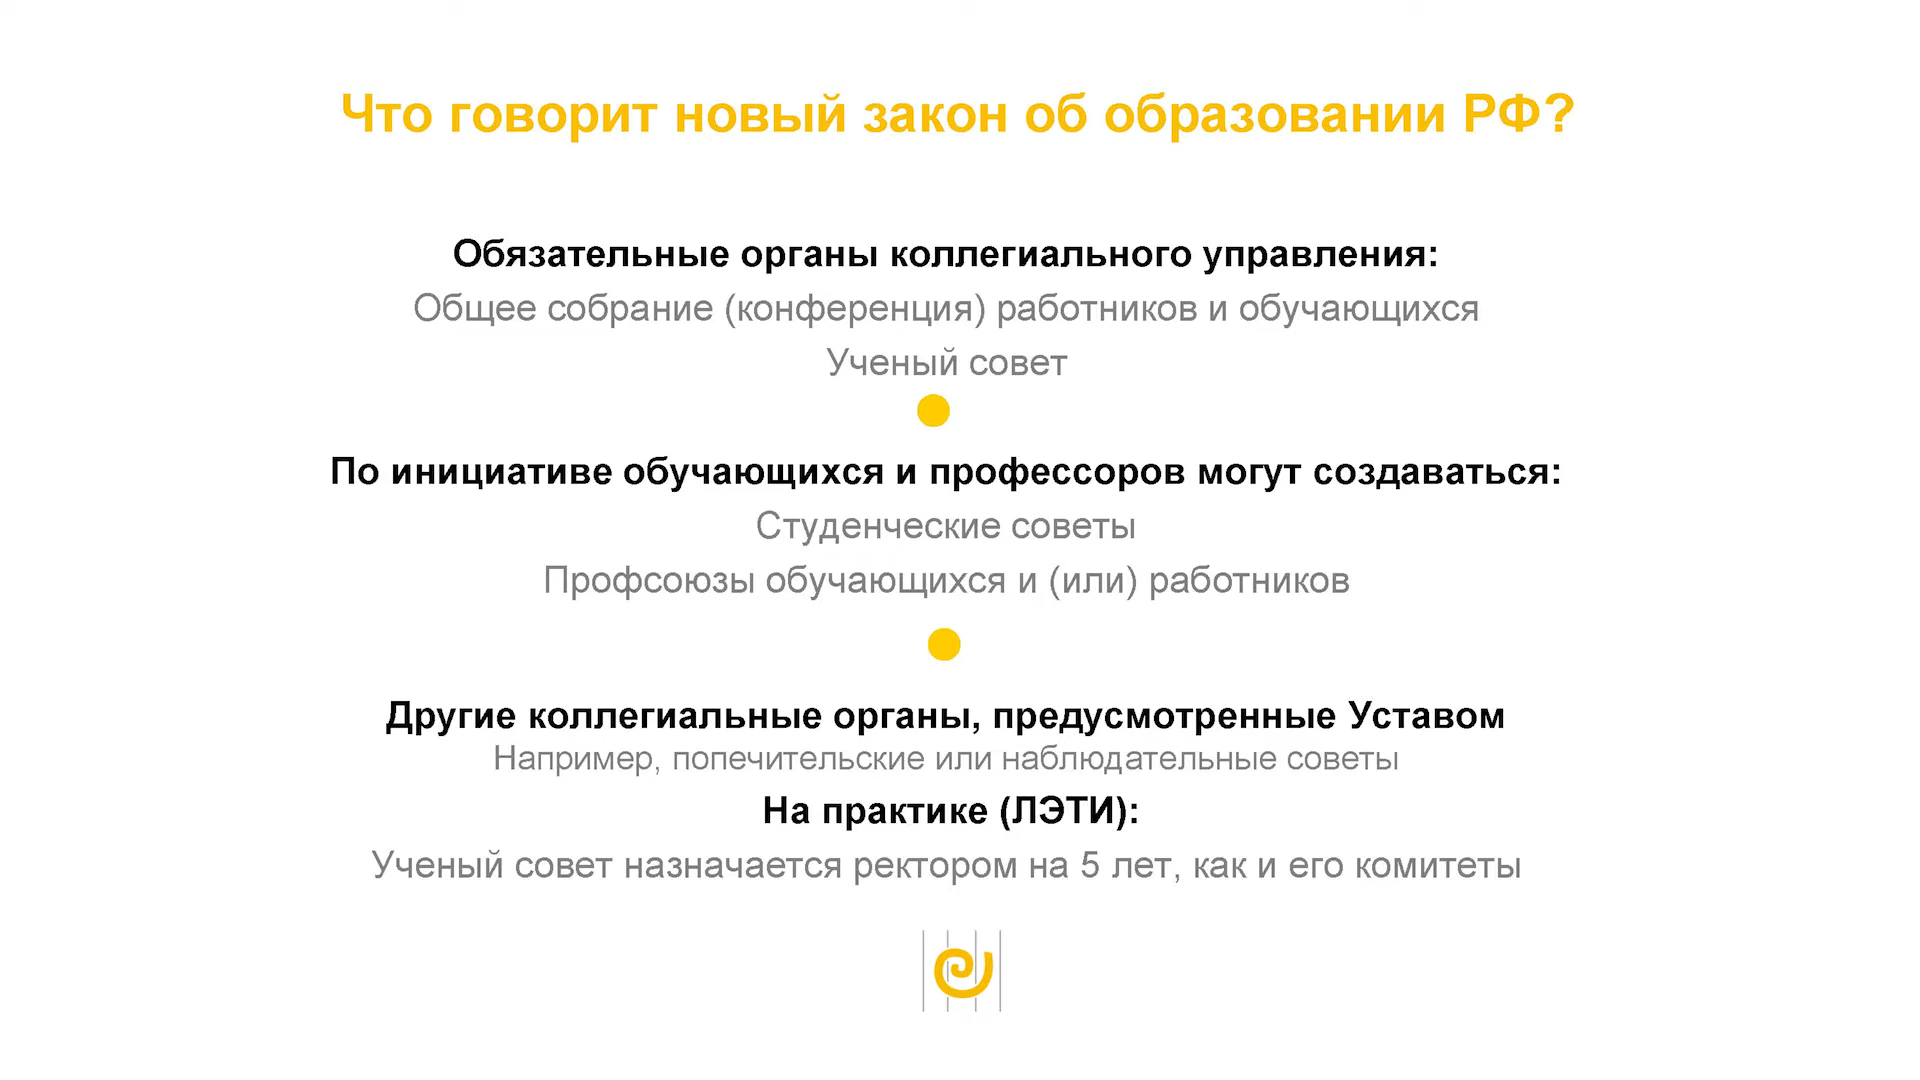 Что говорит новый закон об образовании РФ?
Обязательные органы коллегиального управления:
Общее собрание (конференция) работников и обучающихся
Ученый совет
По инициативе обучающихся и профессоров могут создаваться:
Студенческие советы
Профсоюзы обучающихся и (или) работников
Другие коллегиальные органы, предусмотренные Уставом
Например, попечительские или наблюдательные советы
На практике (ЛЭТИ):
Ученый совет назначается ректором на 5 лет, как и его комитеты